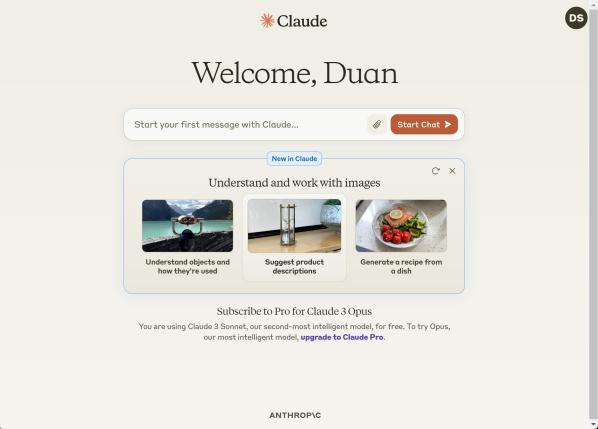 Claude
DS
Welcome, Duan
Start your first message with Claude...
Start Chat
New in Claude
Understand and work with images
Understand objects and
how they're used
Suggest product
descriptions
Generate a recipe from
a dish
Subscribe to Pro for Claude 3 Opus
You are using Claude 3 Sonnet, our second-most intelligent model, for free. To try Opus,
our most intelligent model, upgrade to Claude Pro.
ANTHROP\C